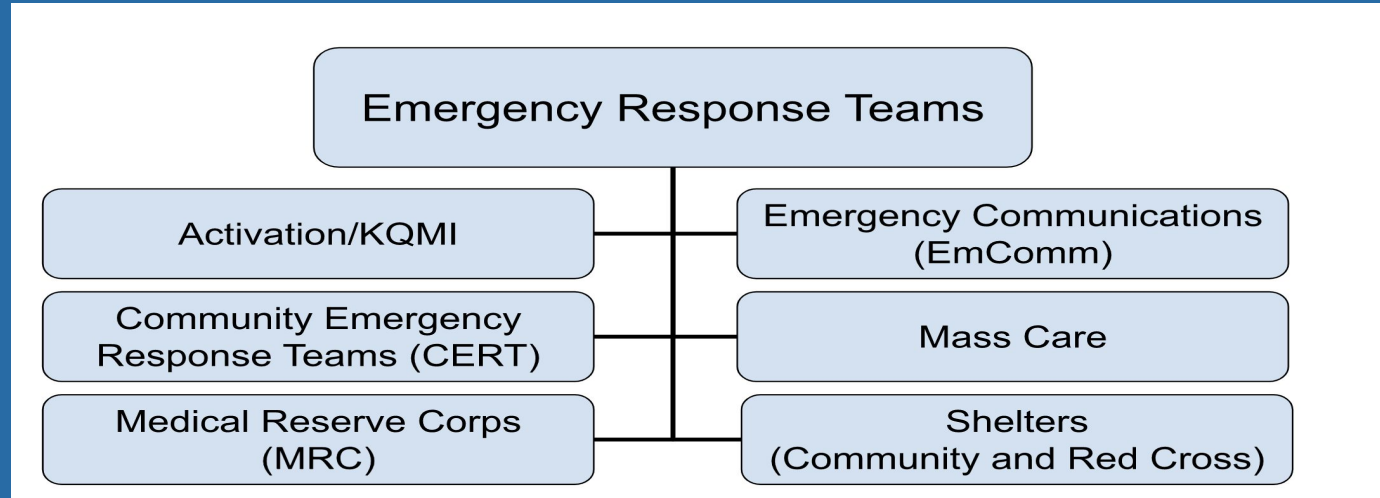 Emergency Response Teams
Activation/KQMI
Emergency Communications
(EmComm)
Community Emergency
Response Teams (CERT)
Mass Care
Medical Reserve Corps
(MRC)
Shelters
(Community and Red Cross)